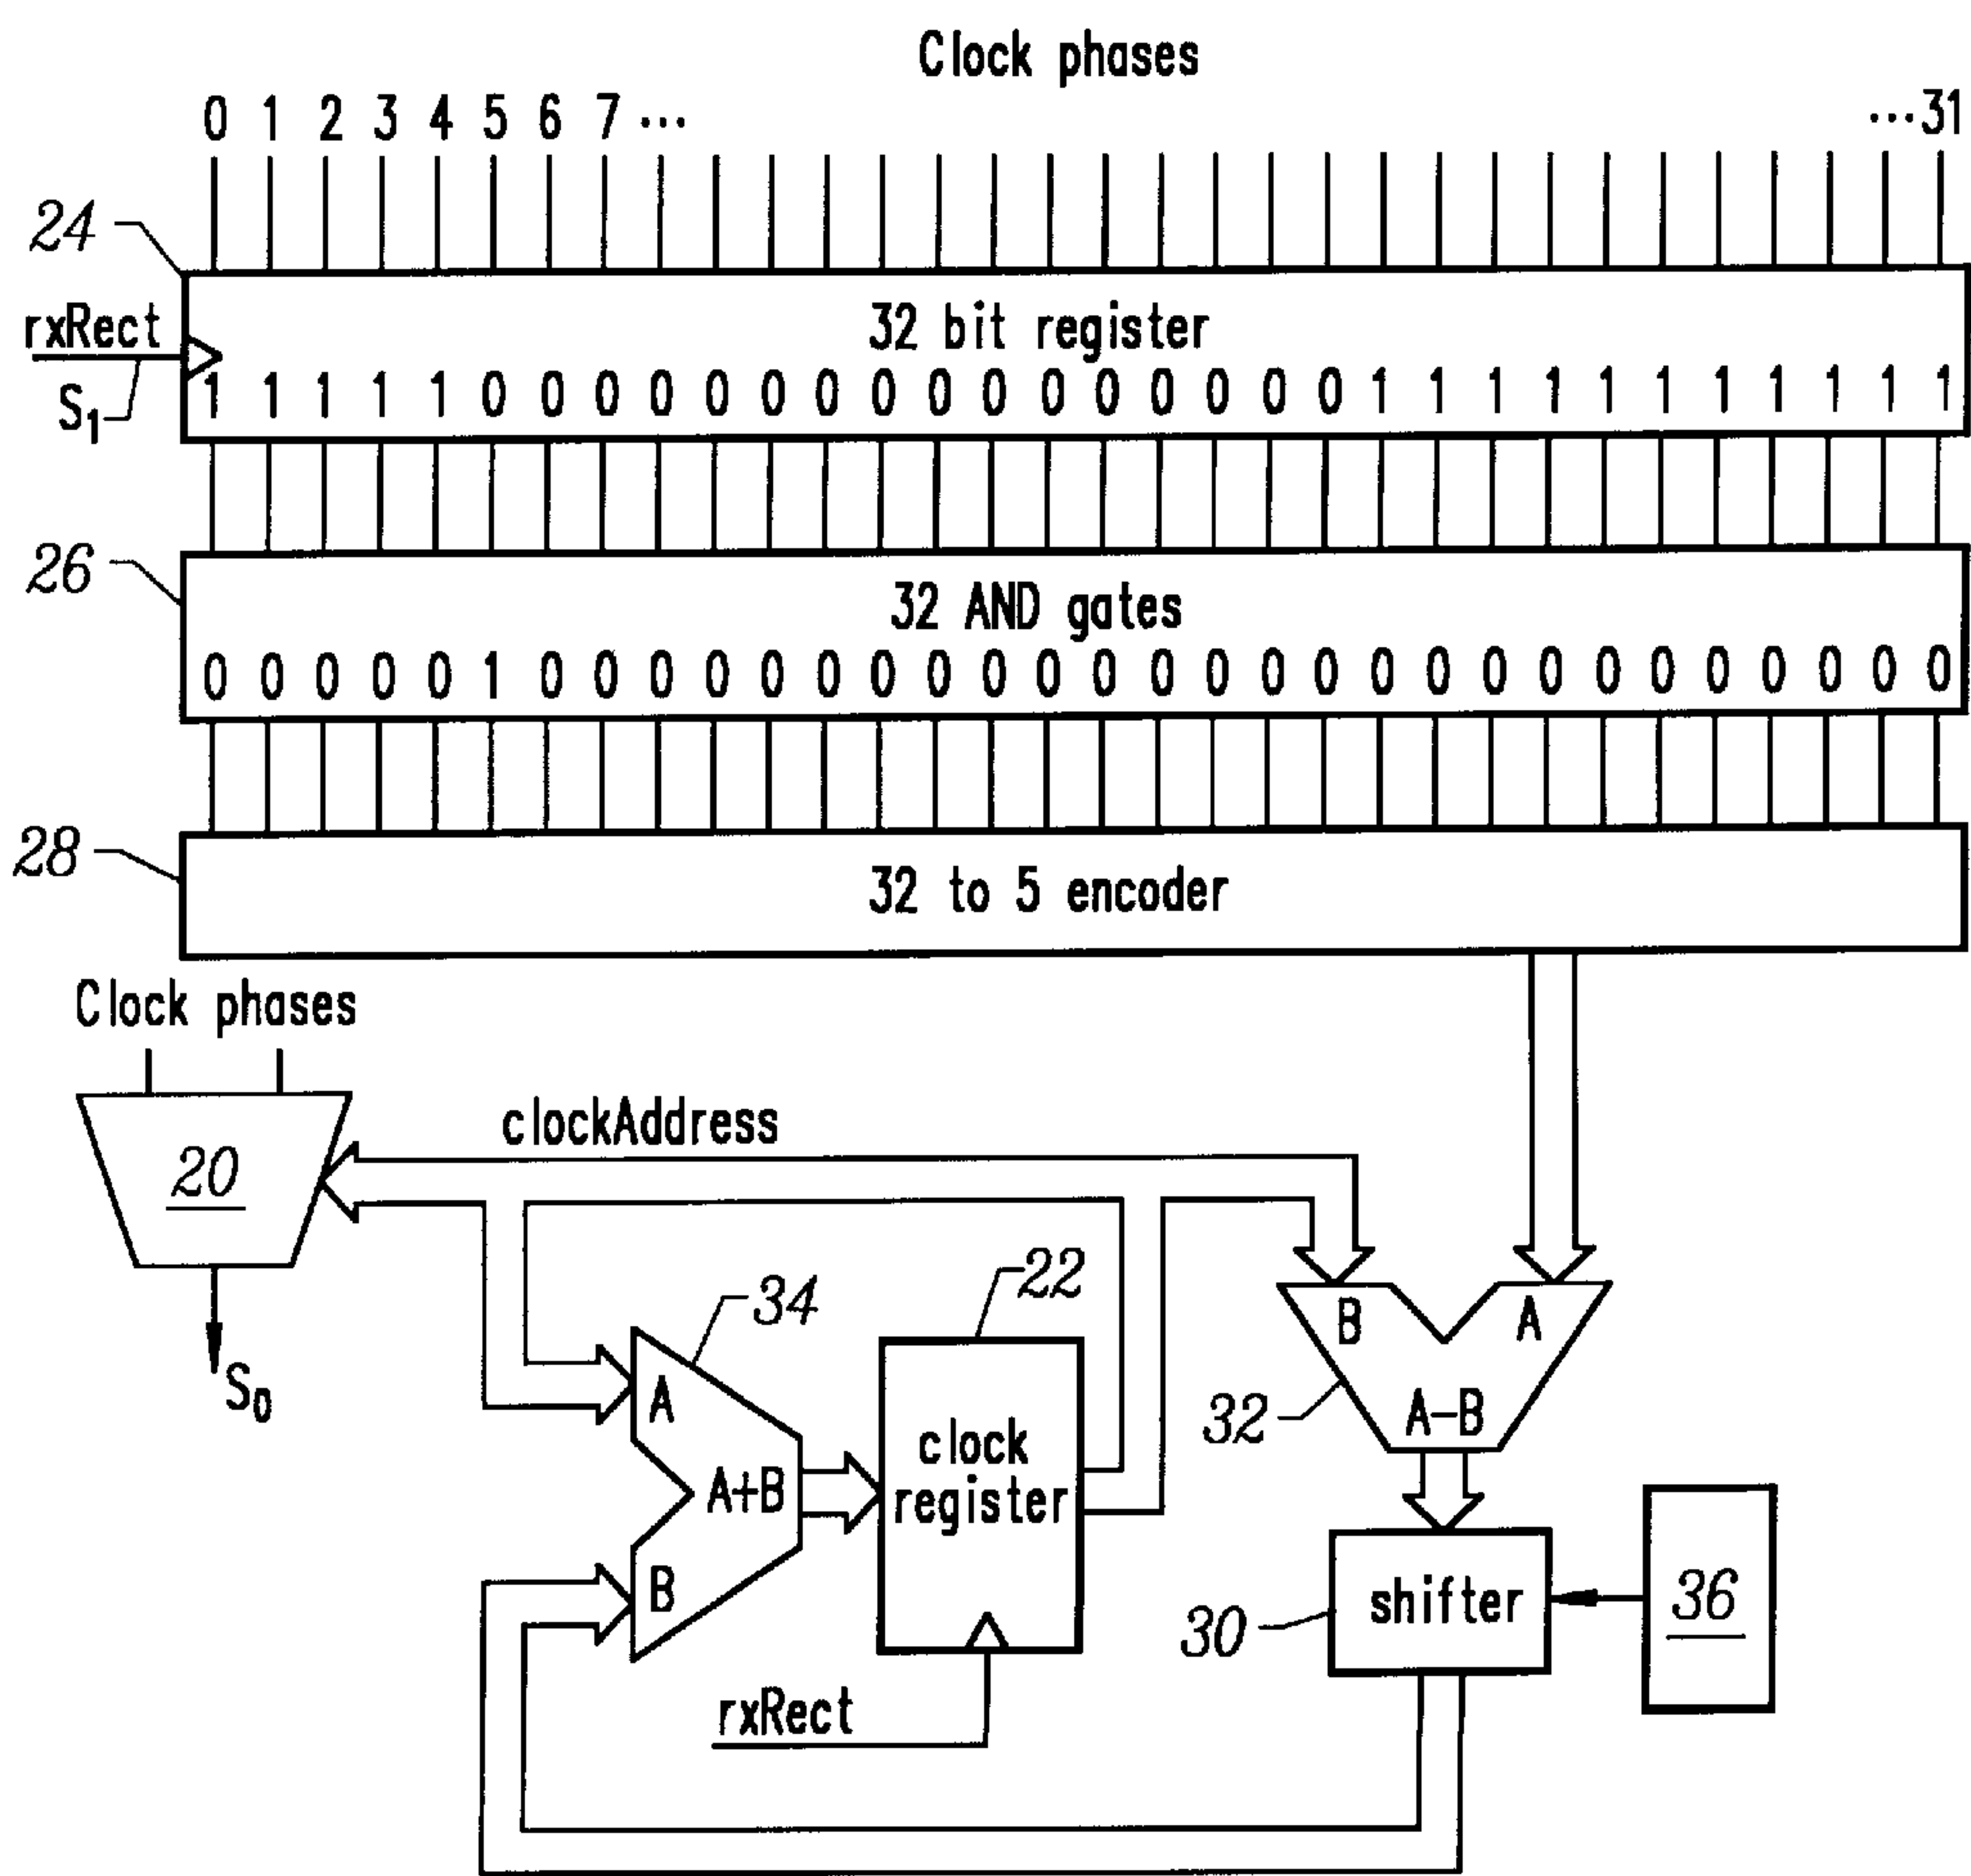 Clock phases
0 1 2 3 4 5 6 7 ... ...31
24
rxRect
S1
32 bit register
1 1 1 1 1 0 0 0 0 0 0 0 0 0 0 0 0 0 0 0 0 1 1 1 1 1 1 1 1 1 1 1
26
32 AND gates
0 0 0 0 0 1 0 0 0 0 0 0 0 0 0 0 0 0 0 0 0 0 0 0 0 0 0 0 0 0 0 0
28
32 to 5 encoder
Clock phases
20
clockAddress
S0
34
A
A+B
B
22
clock
register
rxRect
B
A
A-B
32
shifter
30
36